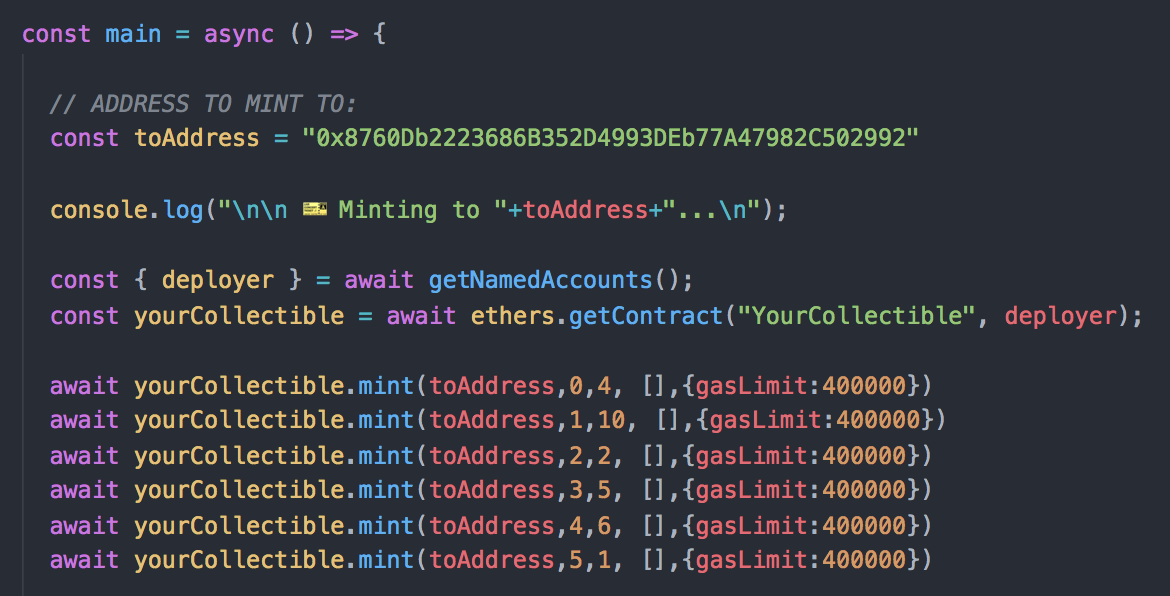 const main = async () => {
// ADDRESS TO MINT TO:
const toAddress = "0x8760Db2223686B352D4993DEb77A47982C502992"
console.log("\n\n 🎫 Minting to "+toAddress+"...\n");
const { deployer } = await getNamedAccounts();
const yourCollectible = await ethers.getContract("YourCollectible", deployer);
await yourCollectible.mint(toAddress,0,4, [],{gasLimit:400000})
await yourCollectible.mint(toAddress,1,10, [],{gasLimit:400000})
await yourCollectible.mint(toAddress,2,2, [],{gasLimit:400000})
await yourCollectible.mint(toAddress,3,5, [],{gasLimit:400000})
await yourCollectible.mint(toAddress,4,6, [],{gasLimit:400000})
await yourCollectible.mint(toAddress,5,1, [],{gasLimit:400000})